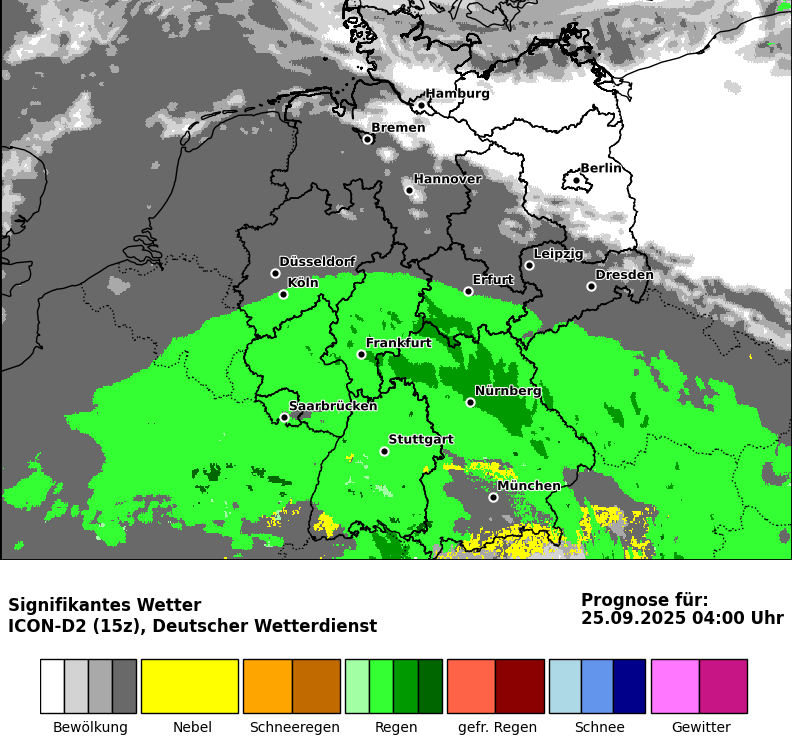 Hamburg
Bremen
Berlin
Hannover
Leipzig
Düsseldorf
Dresden
Erfurt
Köln
Frankfurt
Nürnberg
Saarbrücken
Stuttgart
München
Signifikantes Wetter
ICON-D2 (15z), Deutscher Wetterdienst
Prognose für:
25.09.2025 04:00 Uhr
Bewölkung Nebel Schneeregen Regen gefr. Regen Schnee Gewitter